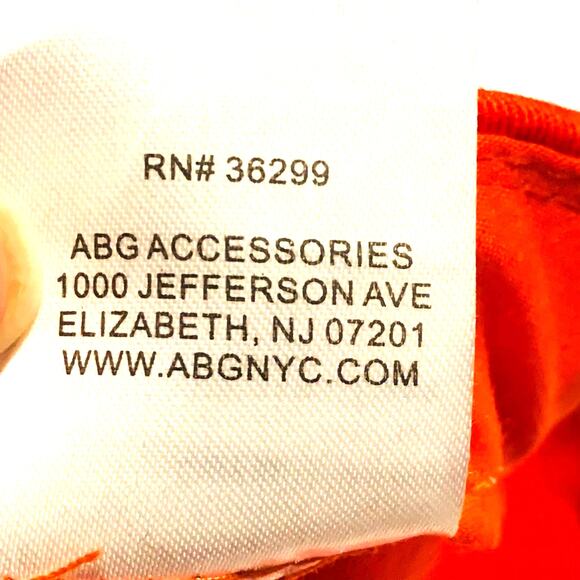 RN# 36299
ABG ACCESSORIES
1000 JEFFERSON AVE
ELIZABETH, NJ 07201
WWW.ABGNYC.COM